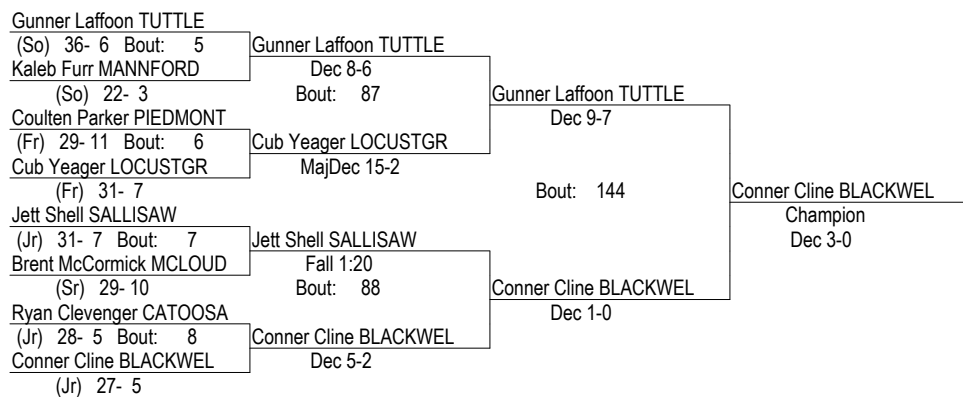 Gunner Laffoon TUTTLE
(So) 36- 6 Bout: 5
Gunner Laffoon TUTTLE
Kaleb Furr MANNFORD
Dec 8-6
(So) 22- 3
Bout: 87
Gunner Laffoon TUTTLE
Coulten Parker PIEDMONT
Dec 9-7
(Fr) 29- 11 Bout: 6
Cub Yeager LOCUSTGR
Cub Yeager LOCUSTGR
MajDec 15-2
(Fr) 31- 7
Bout: 144
Conner Cline BLACKWEL
Jett Shell SALLISAW
Champion
(Jr) 31- 7 Bout: 7
Jett Shell SALLISAW
Dec 3-0
Brent McCormick MCLOUD
Fall 1:20
(Sr) 29- 10
Bout: 88
Conner Cline BLACKWEL
Ryan Clevenger CATOOSA
Dec 1-0
(Jr) 28- 5 Bout: 8
Conner Cline BLACKWEL
Conner Cline BLACKWEL
Dec 5-2
(Jr) 27- 5